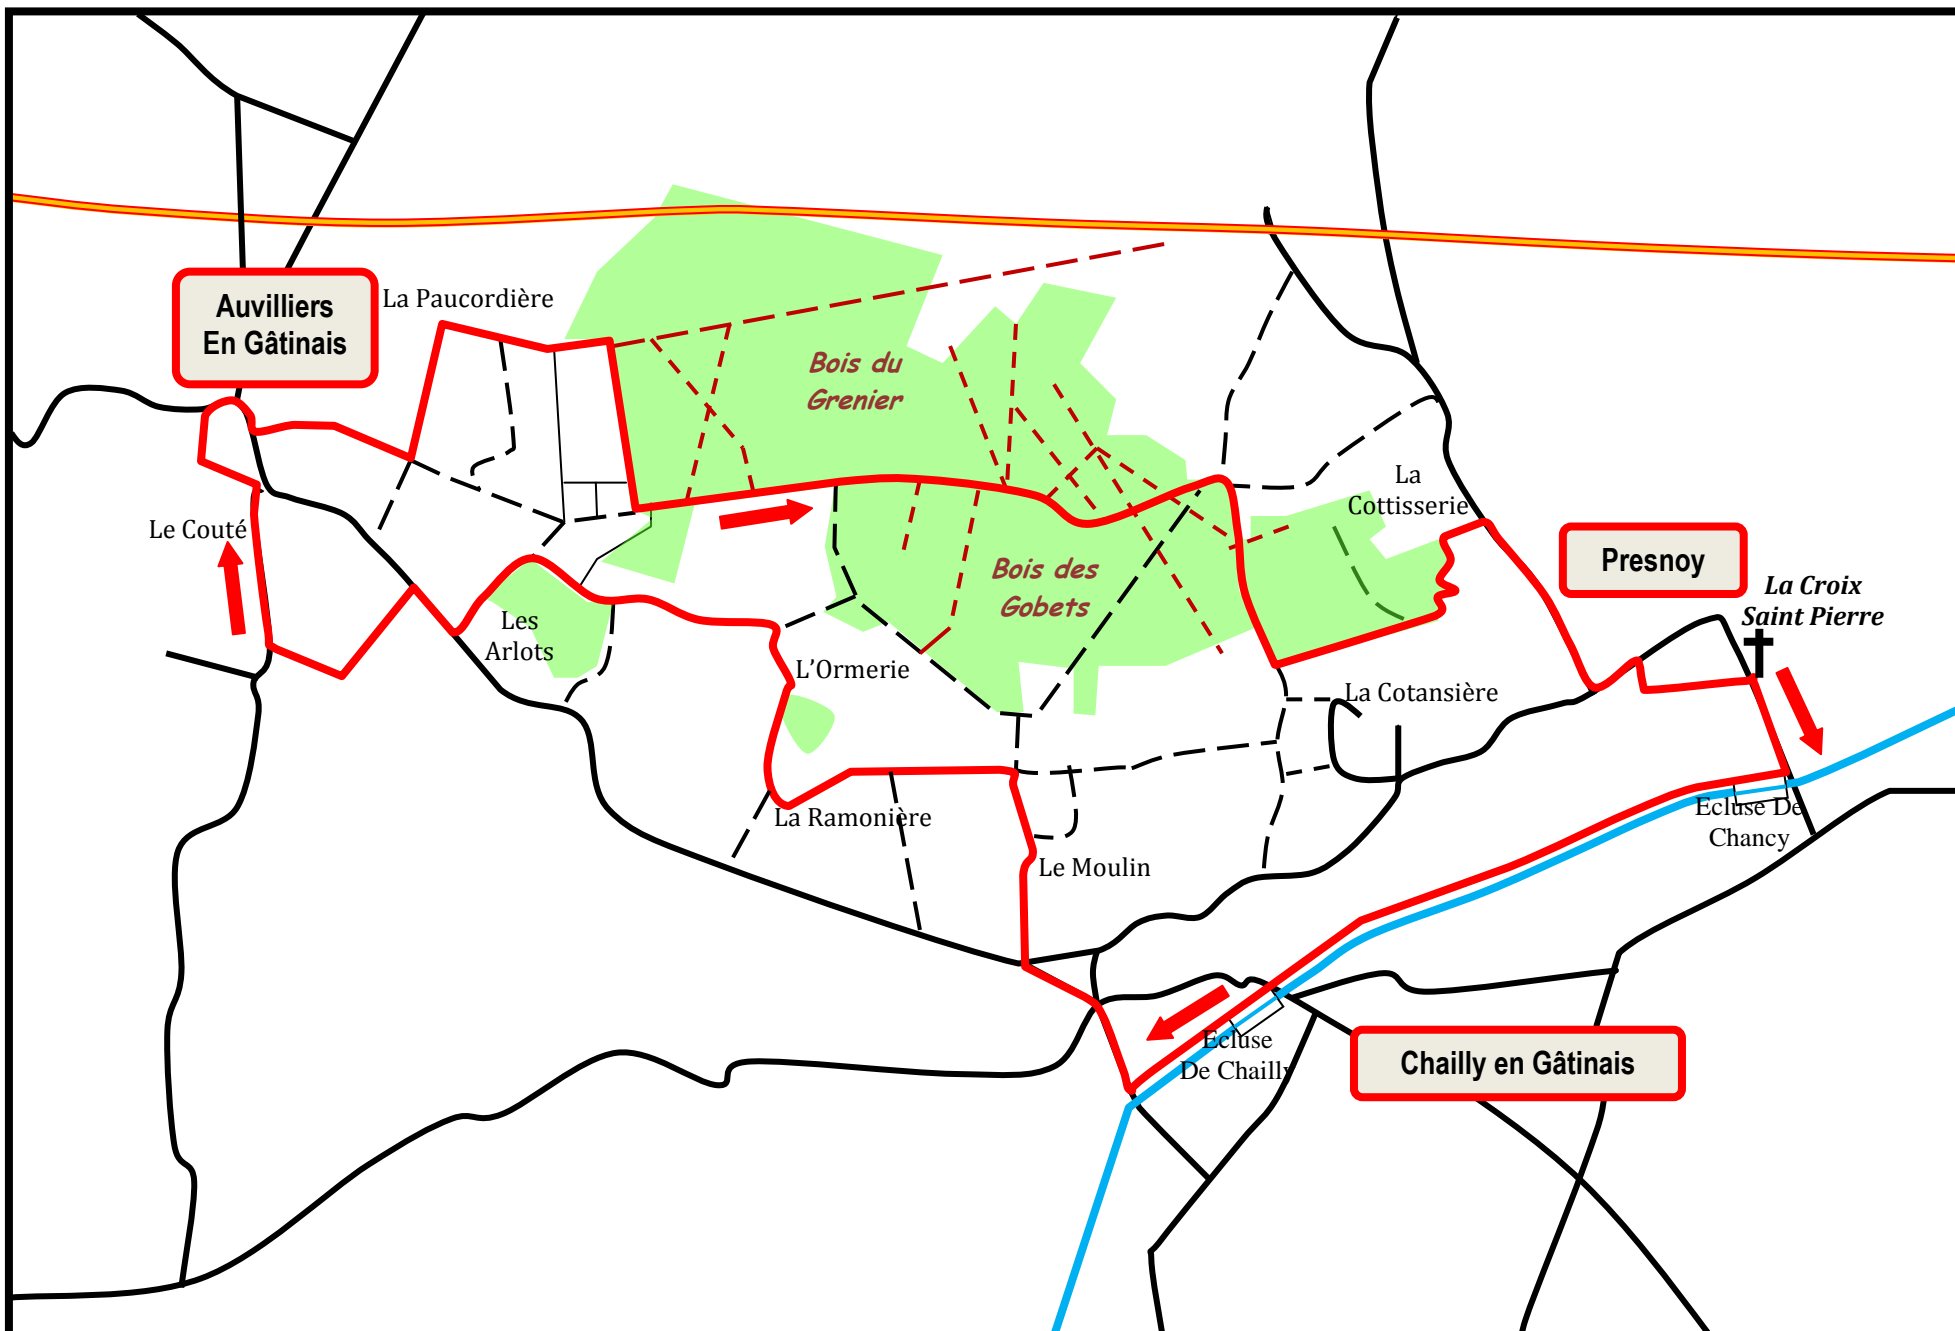 Auvilliers
En Gâtinais
La Paucordière
Bois du
Grenier
La
Cottisserie
Le Couté
Presnoy
La Croix
Saint Pierre
Bois des
Gobets
Les
Arlots
L'Ormerie
La Cotansière
La Ramonière
Ecluse De
Chancy
Le Moulin
Ecluse
De Chailly
Chailly en Gâtinais